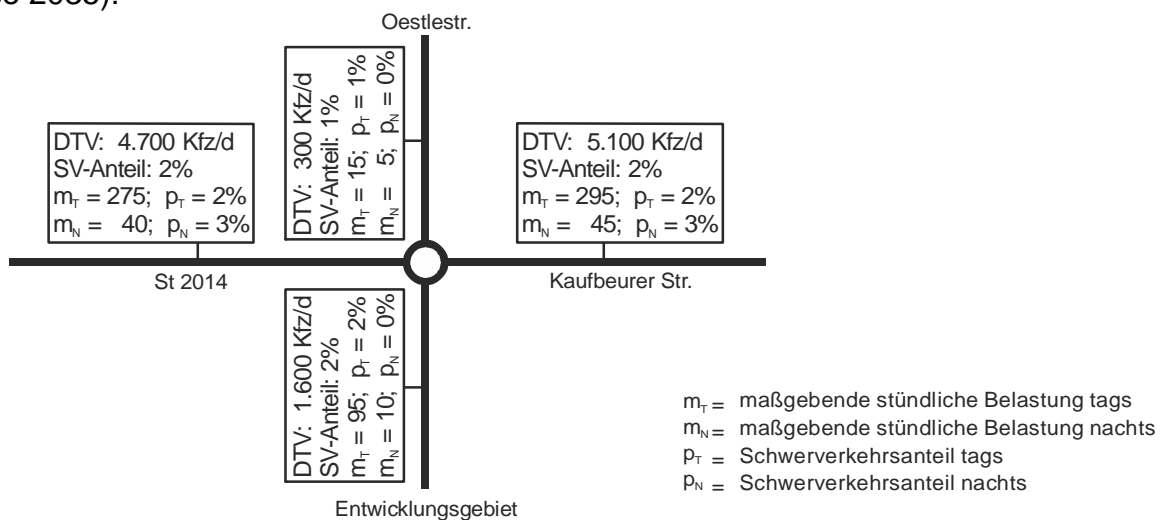 Oestlestr.
DTV: 300 Kfz/d
SV-Anteil: 1%
m_T = 15; p_T = 1%
m_N = 5; p_N = 0%
DTV: 4.700 Kfz/d
SV-Anteil: 2%
m_T = 275; p_T = 2%
m_N = 40; p_N = 3%
DTV: 5.100 Kfz/d
SV-Anteil: 2%
m_T = 295; p_T = 2%
m_N = 45; p_N = 3%
St 2014
Kaufbeurer Str.
DTV: 1.600 Kfz/d
SV-Anteil: 2%
m_T = 95; p_T = 2%
m_N = 10; p_N = 0%
Entwicklungsgebiet
m_T = maßgebende stündliche Belastung tags
m_N = maßgebende stündliche Belastung nachts
p_T = Schwerverkehrsanteil tags
p_N = Schwerverkehrsanteil nachts